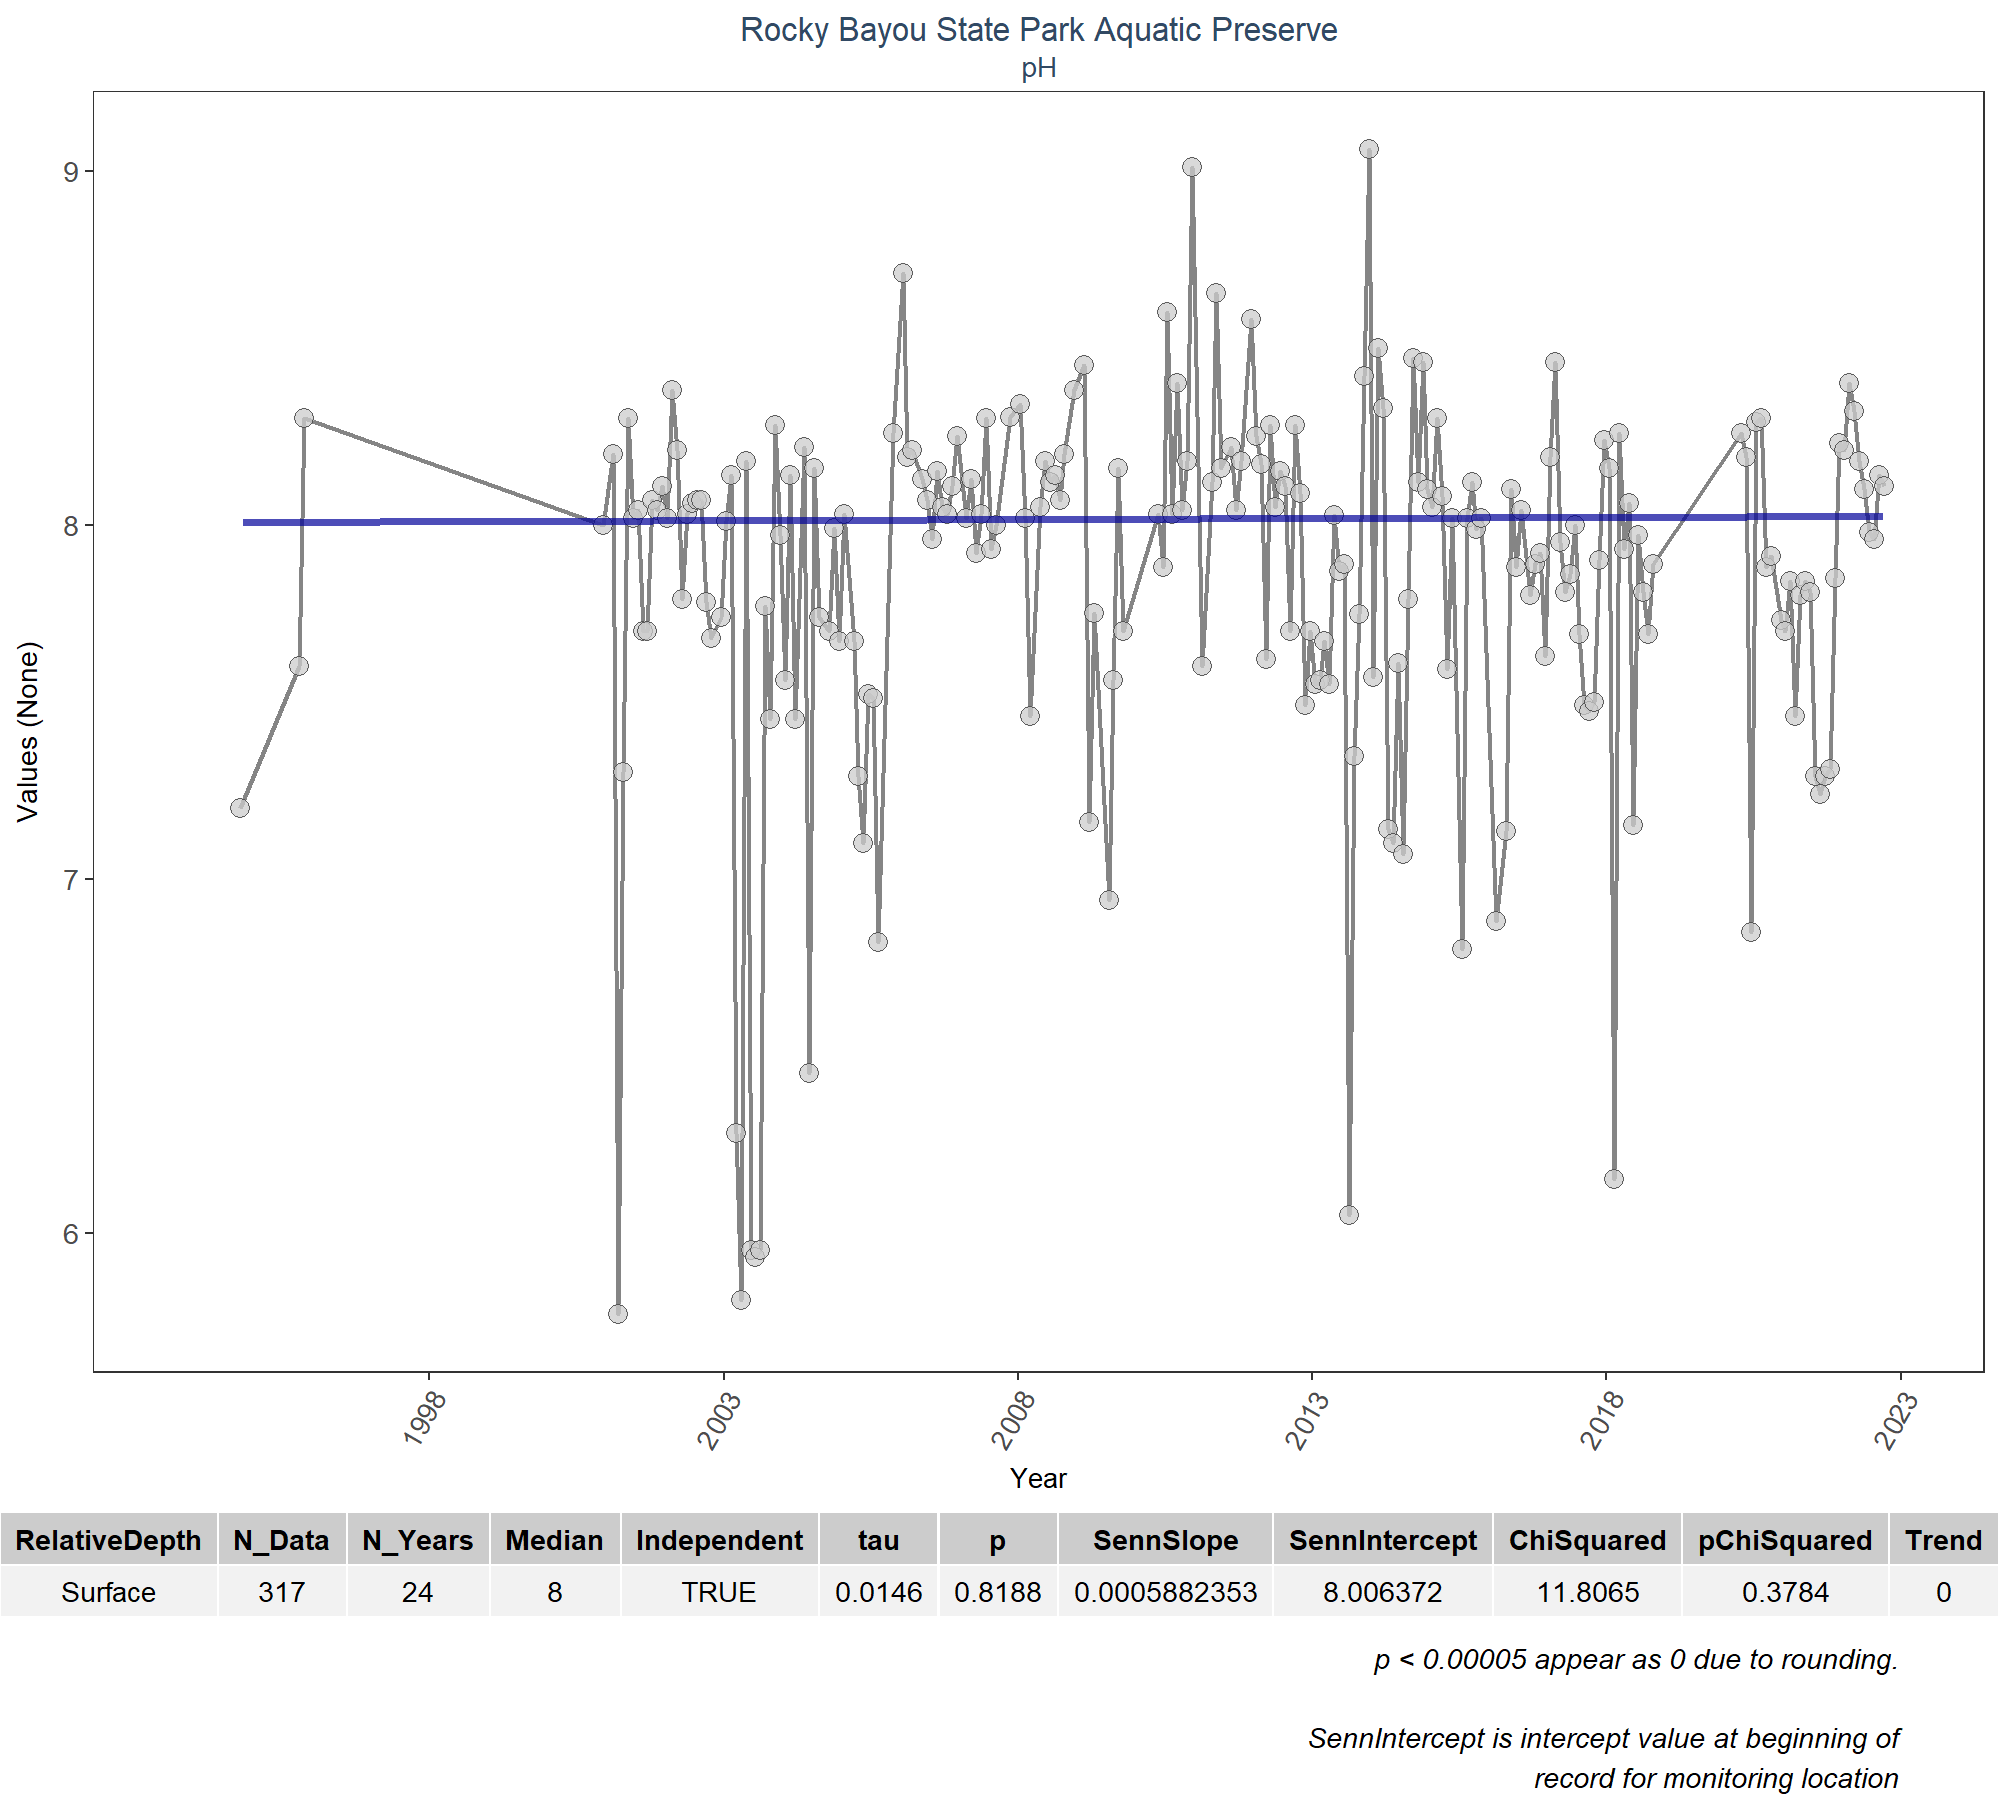 Rocky Bayou State Park Aquatic Preserve
pH
Values (None)
9
8
7
6
1998
2003
2008
2013
2018
2023
Year
RelativeDepth N_Data N_Years Median Independent tau p SennSlope SennIntercept ChiSquared pChiSquared Trend
Surface 317 24 8 TRUE 0.0146 0.8188 0.0005882353 8.006372 11.8065 0.3784 0
p < 0.00005 appear as 0 due to rounding.
SennIntercept is intercept value at beginning of
record for monitoring location